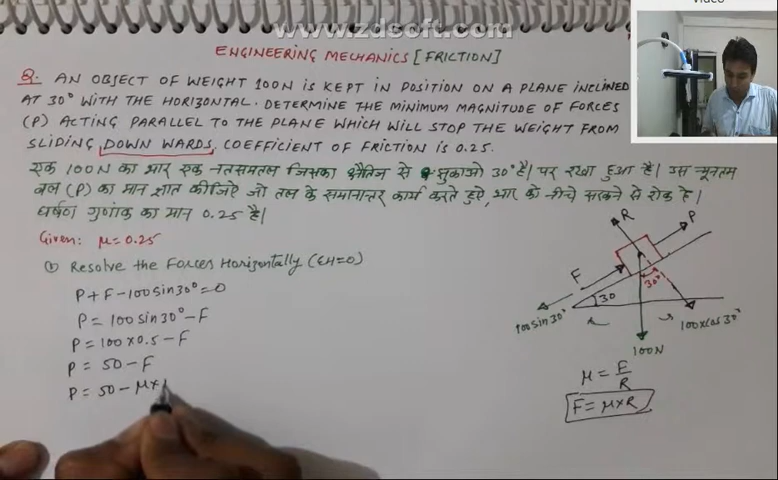 Video
www.zdsoft.com
ENGINEERING MECHANICS [FRICTION]
Q. AN OBJECT OF WEIGHT 100N IS KEPT IN POSITION ON A PLANE INCLINED
AT 30° WITH THE HORIZONTAL. DETERMINE THE MINIMUM MAGNITUDE OF FORCES
(P) ACTING PARALLEL TO THE PLANE WHICH WILL STOP THE WEIGHT FROM
SLIDING DOWN WARDS. COEFFICIENT OF FRICTION IS 0.25.
एक 100N का भार एक नतसमतल जिसका क्षैतिज से झुकाओ 30° है। पर रखा हुआ है। उस न्यूनतम
बल (P) का मान ज्ञात कीजिए जो तल के समानान्तर कार्य करते हुए, भार को नीचे सरकने से रोक दे।
घर्षण गुणांक का मान 0.25 है।
Given: μ = 0.25
① Resolve the Forces Horizontally (ΣH=0)
P + F - 100 sin 30° = 0
P = 100 sin 30° - F
P = 100 x 0.5 - F
P = 50 - F
P = 50 - μ x
R
P
F
30°
30
100 sin 30°
100 x cos 30°
100N
μ = F/R
F = μ x R